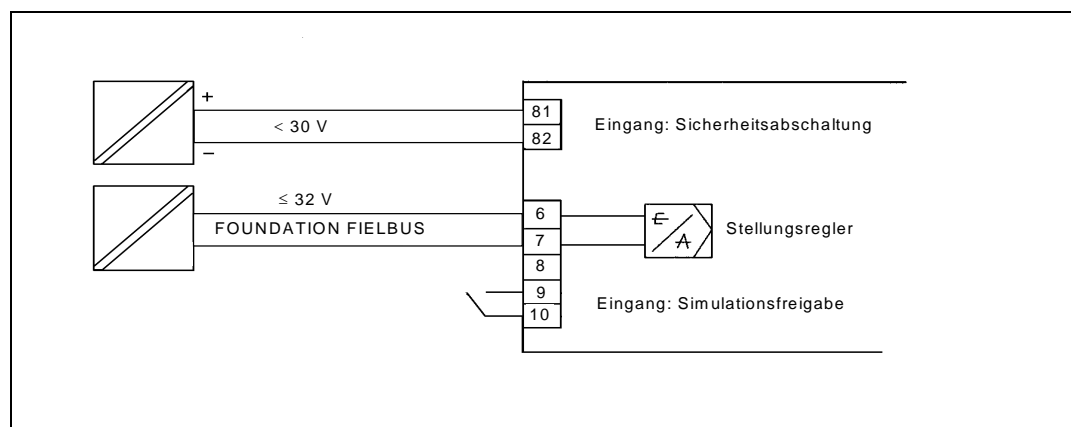 +
< 30 V
–
81
82
Eingang: Sicherheitsabschaltung
≤ 32 V
FOUNDATION FIELBUS
6
7
8
9
10
E
A
Stellungsregler
Eingang: Simulationsfreigabe